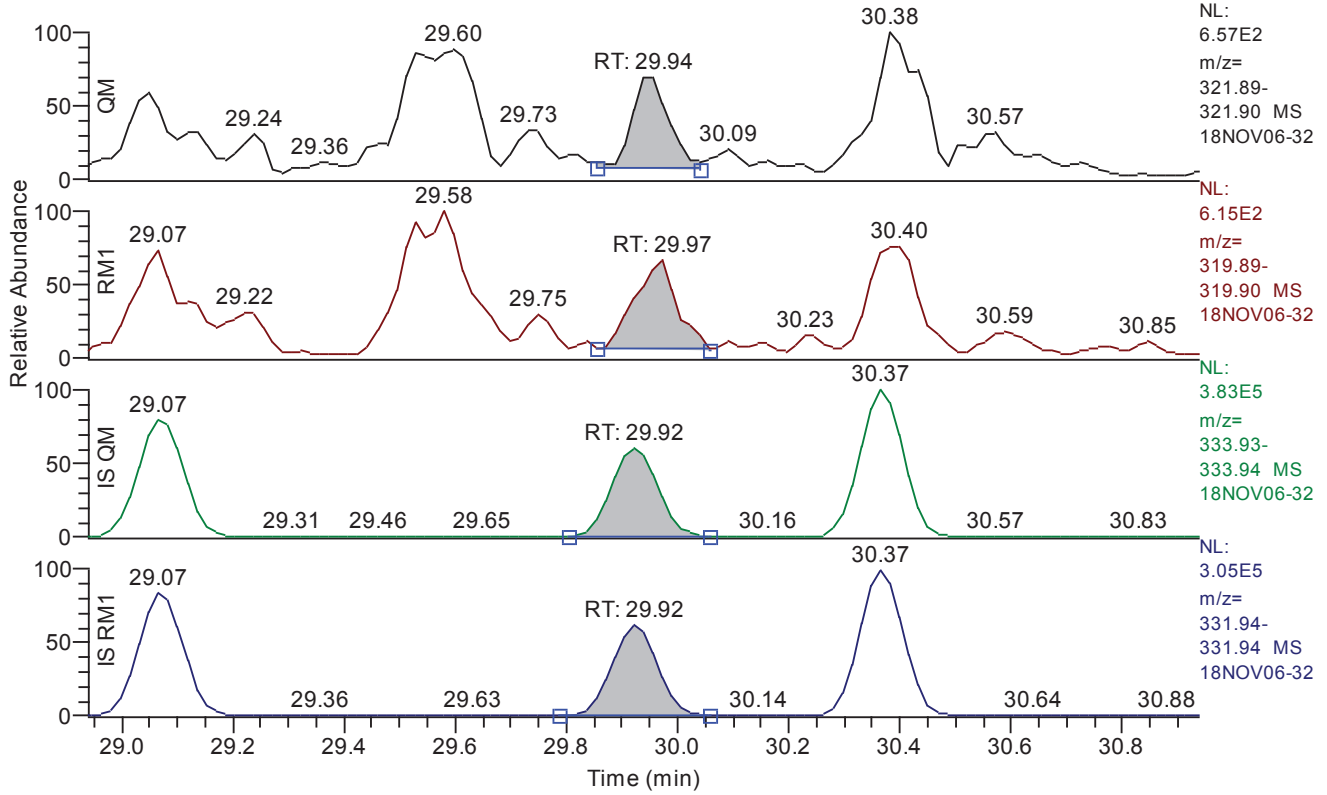 Relative Abundance
QM
100
50
0
29.24
29.36
29.60
29.73
RT: 29.94
30.09
30.38
30.57
NL:
6.57E2
m/z=
321.89-
321.90 MS
18NOV06-32
RM1
100
50
0
29.07
29.22
29.58
29.75
RT: 29.97
30.23
30.40
30.59
30.85
NL:
6.15E2
m/z=
319.89-
319.90 MS
18NOV06-32
IS QM
100
50
0
29.07
29.31
29.46
29.65
RT: 29.92
30.16
30.37
30.57
30.83
NL:
3.83E5
m/z=
333.93-
333.94 MS
18NOV06-32
IS RM1
100
50
0
29.07
29.36
29.63
RT: 29.92
30.14
30.37
30.64
30.88
NL:
3.05E5
m/z=
331.94-
331.94 MS
18NOV06-32
29.0 29.2 29.4 29.6 29.8 30.0 30.2 30.4 30.6 30.8
Time (min)